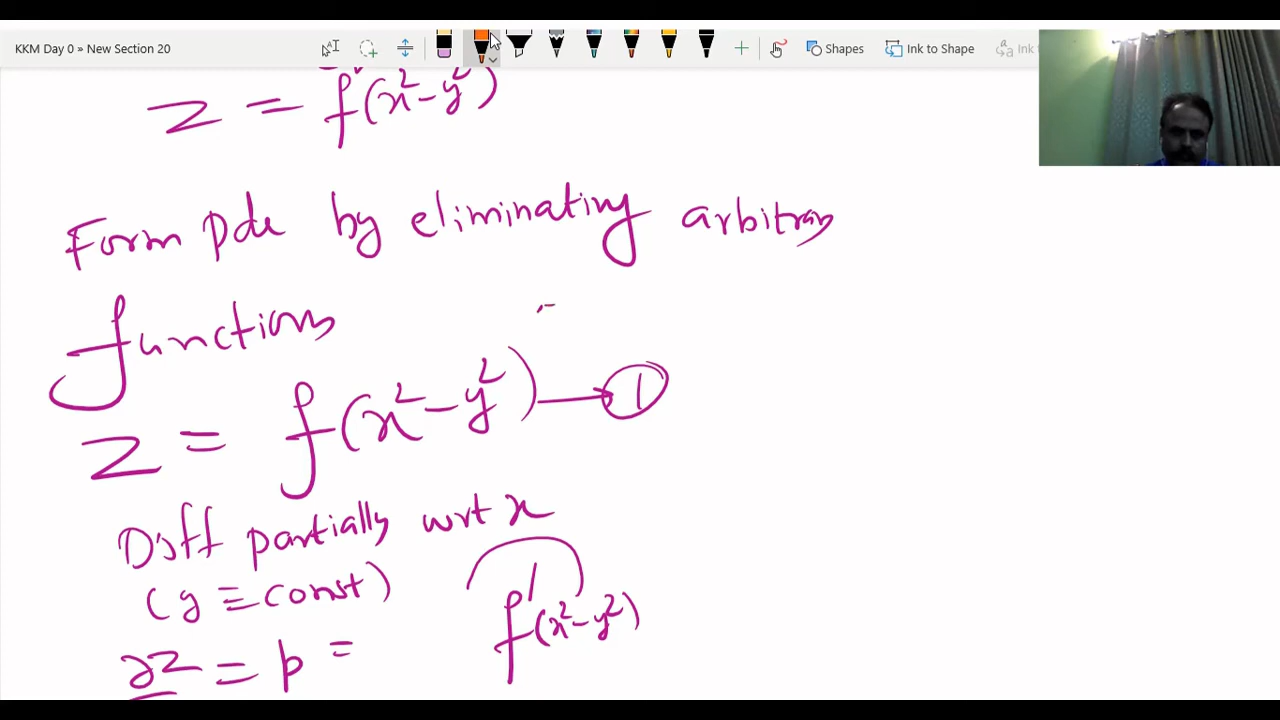 KKM Day 0 » New Section 20
Shapes
Ink to Shape
Ink
z = f(x²-y²)
Form pde by eliminating arbitrary
functions
z = f(x²-y²) → 1
Diff partially wrt x
(y ≡ const)
∂z = p = f'(x²-y²)